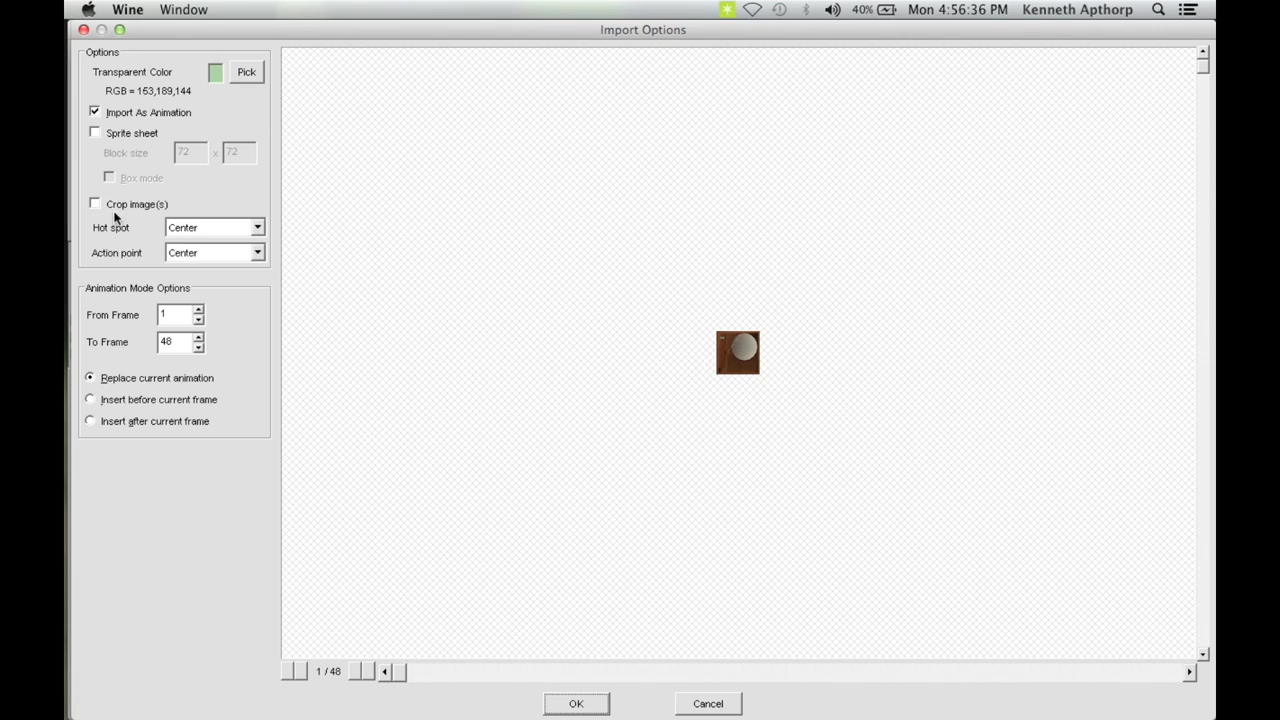 Wine Window 40% Mon 4:56:36 PM Kenneth Apthorp
Import Options
Options
Transparent Color Pick
RGB = 153,189,144
Import As Animation
Sprite sheet
Block size 72 x 72
Box mode
Crop image(s)
Hot spot Center
Action point Center
Animation Mode Options
From Frame 1
To Frame 48
Replace current animation
Insert before current frame
Insert after current frame
1 / 48
OK Cancel